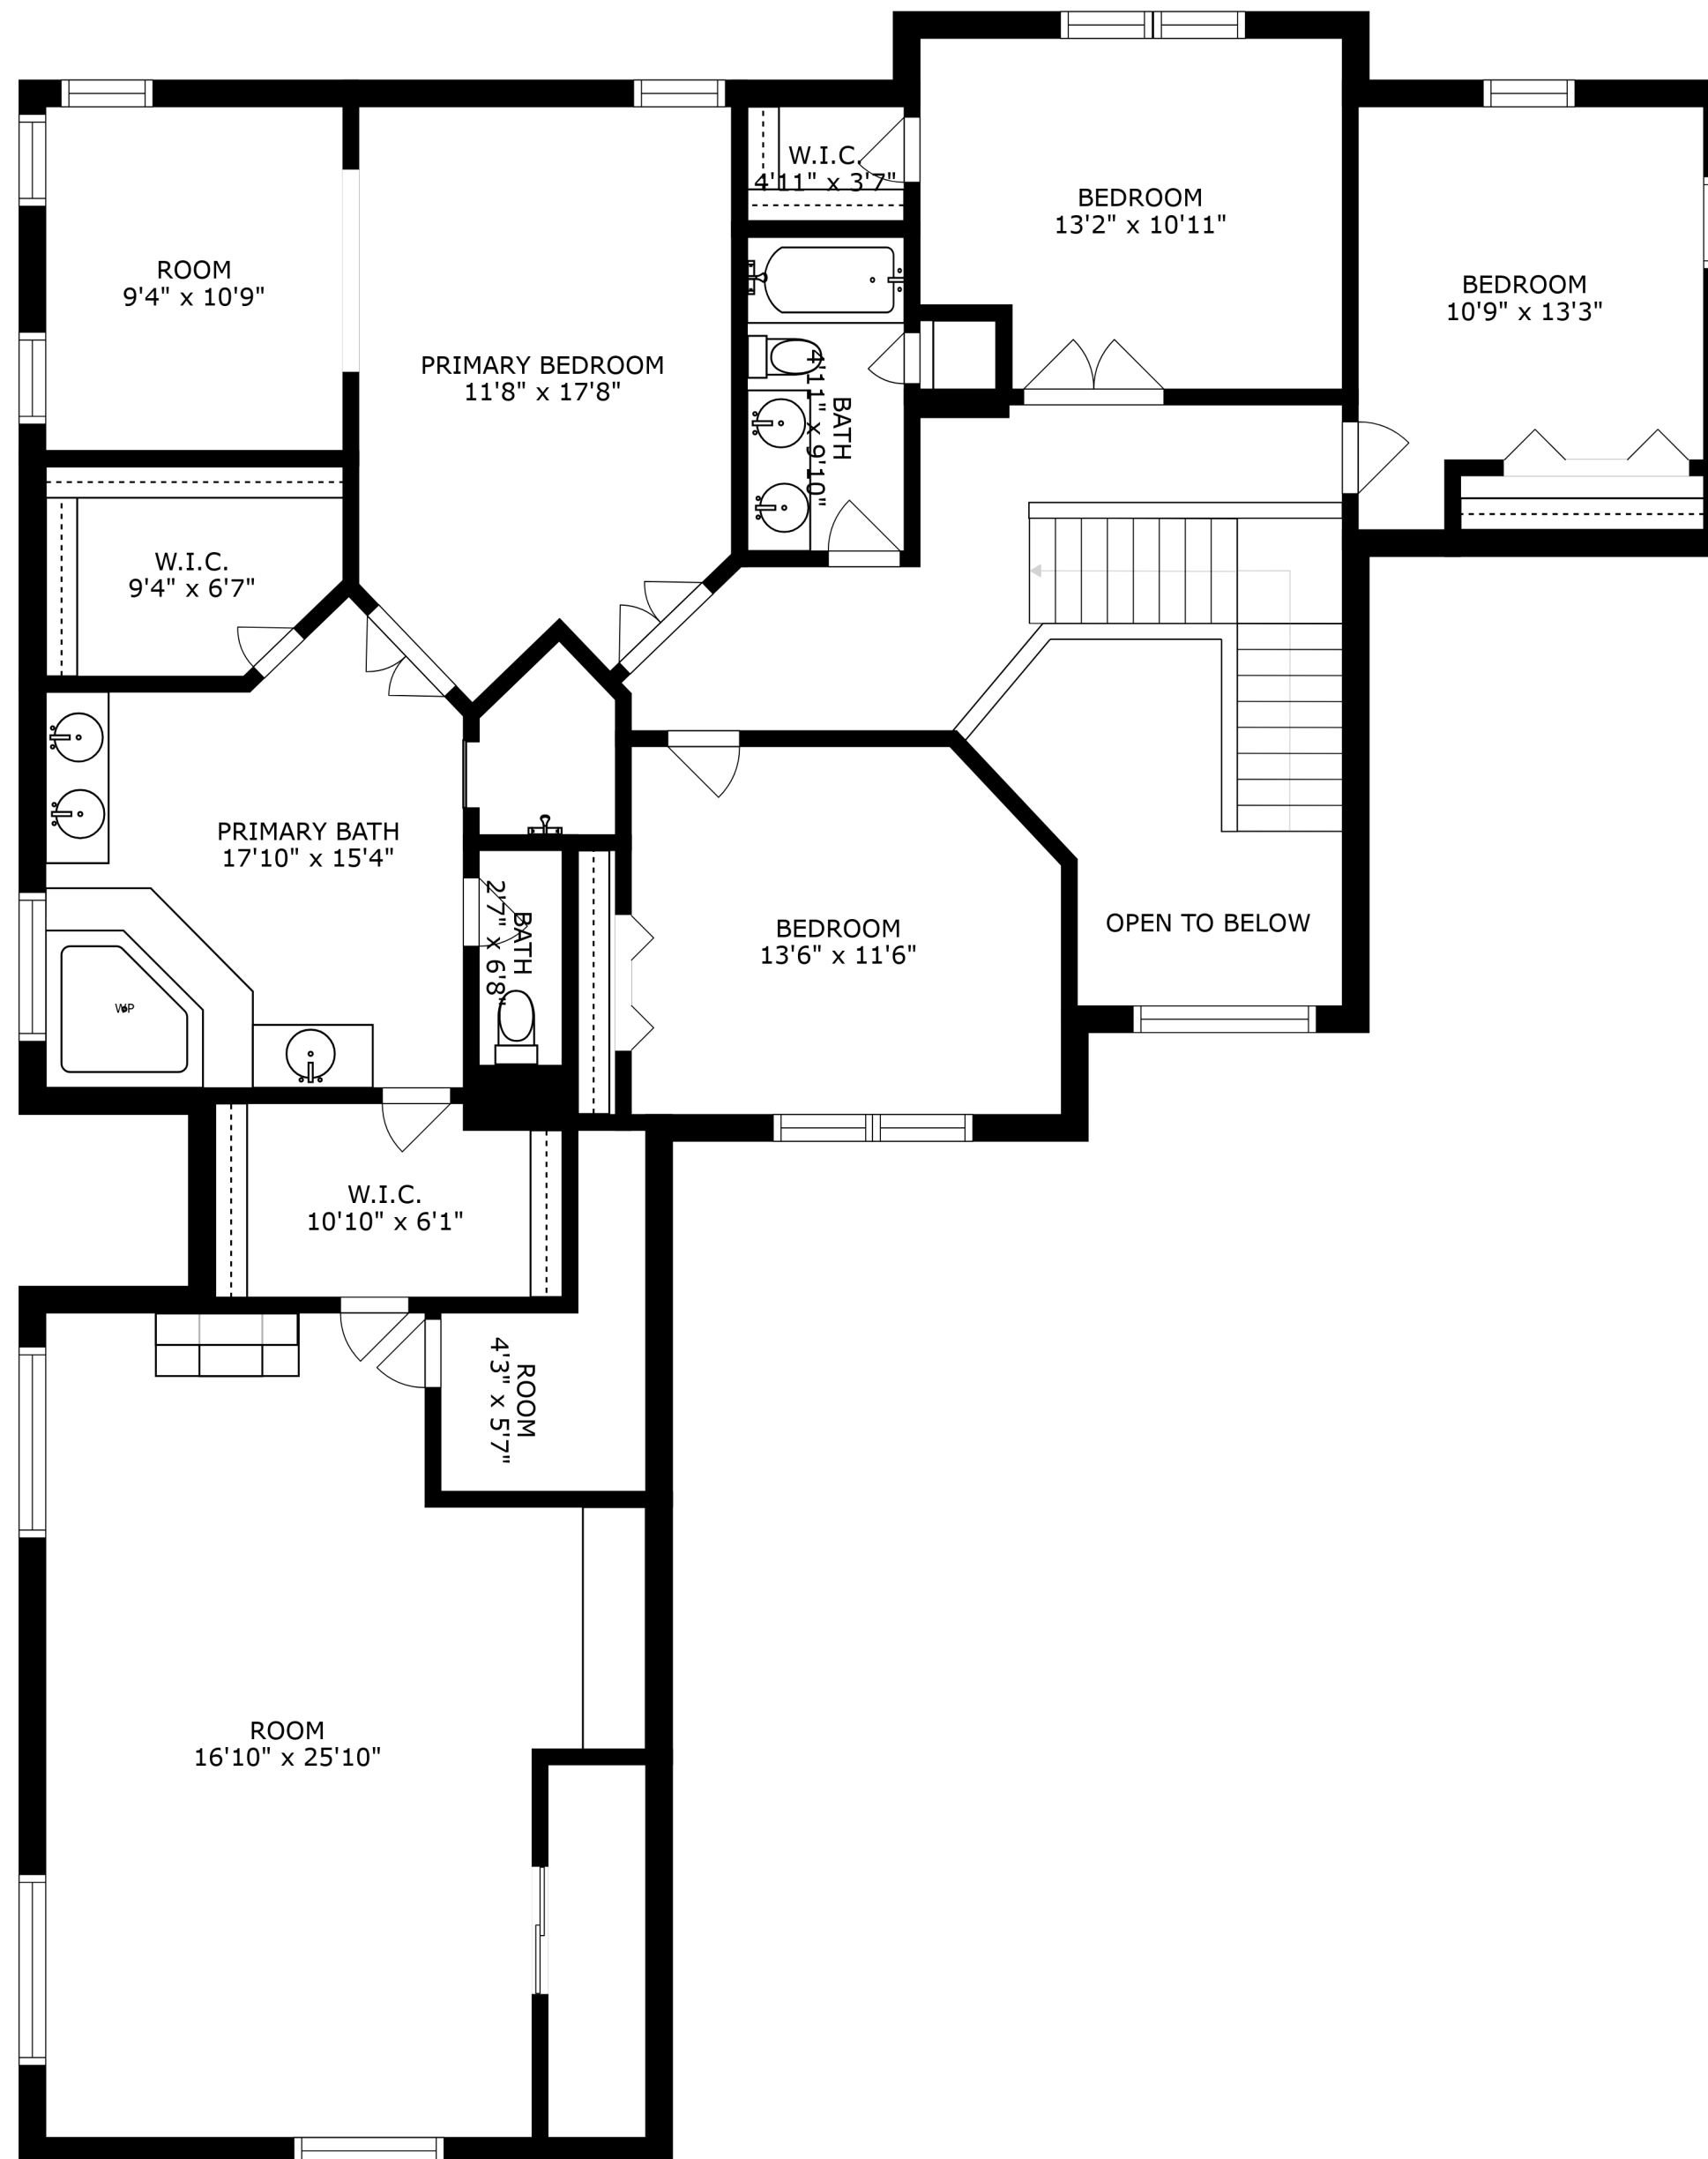 W.I.C.
4'11" x 3'7"
BEDROOM
13'2" x 10'11"
ROOM
9'4" x 10'9"
BEDROOM
10'9" x 13'3"
PRIMARY BEDROOM
11'8" x 17'8"
BATH
4'11" x 9'10"
W.I.C.
9'4" x 6'7"
PRIMARY BATH
17'10" x 15'4"
BATH
2'7" x 6'8"
BEDROOM
13'6" x 11'6"
OPEN TO BELOW
WP
W.I.C.
10'10" x 6'1"
ROOM
4'3" x 5'7"
ROOM
16'10" x 25'10"